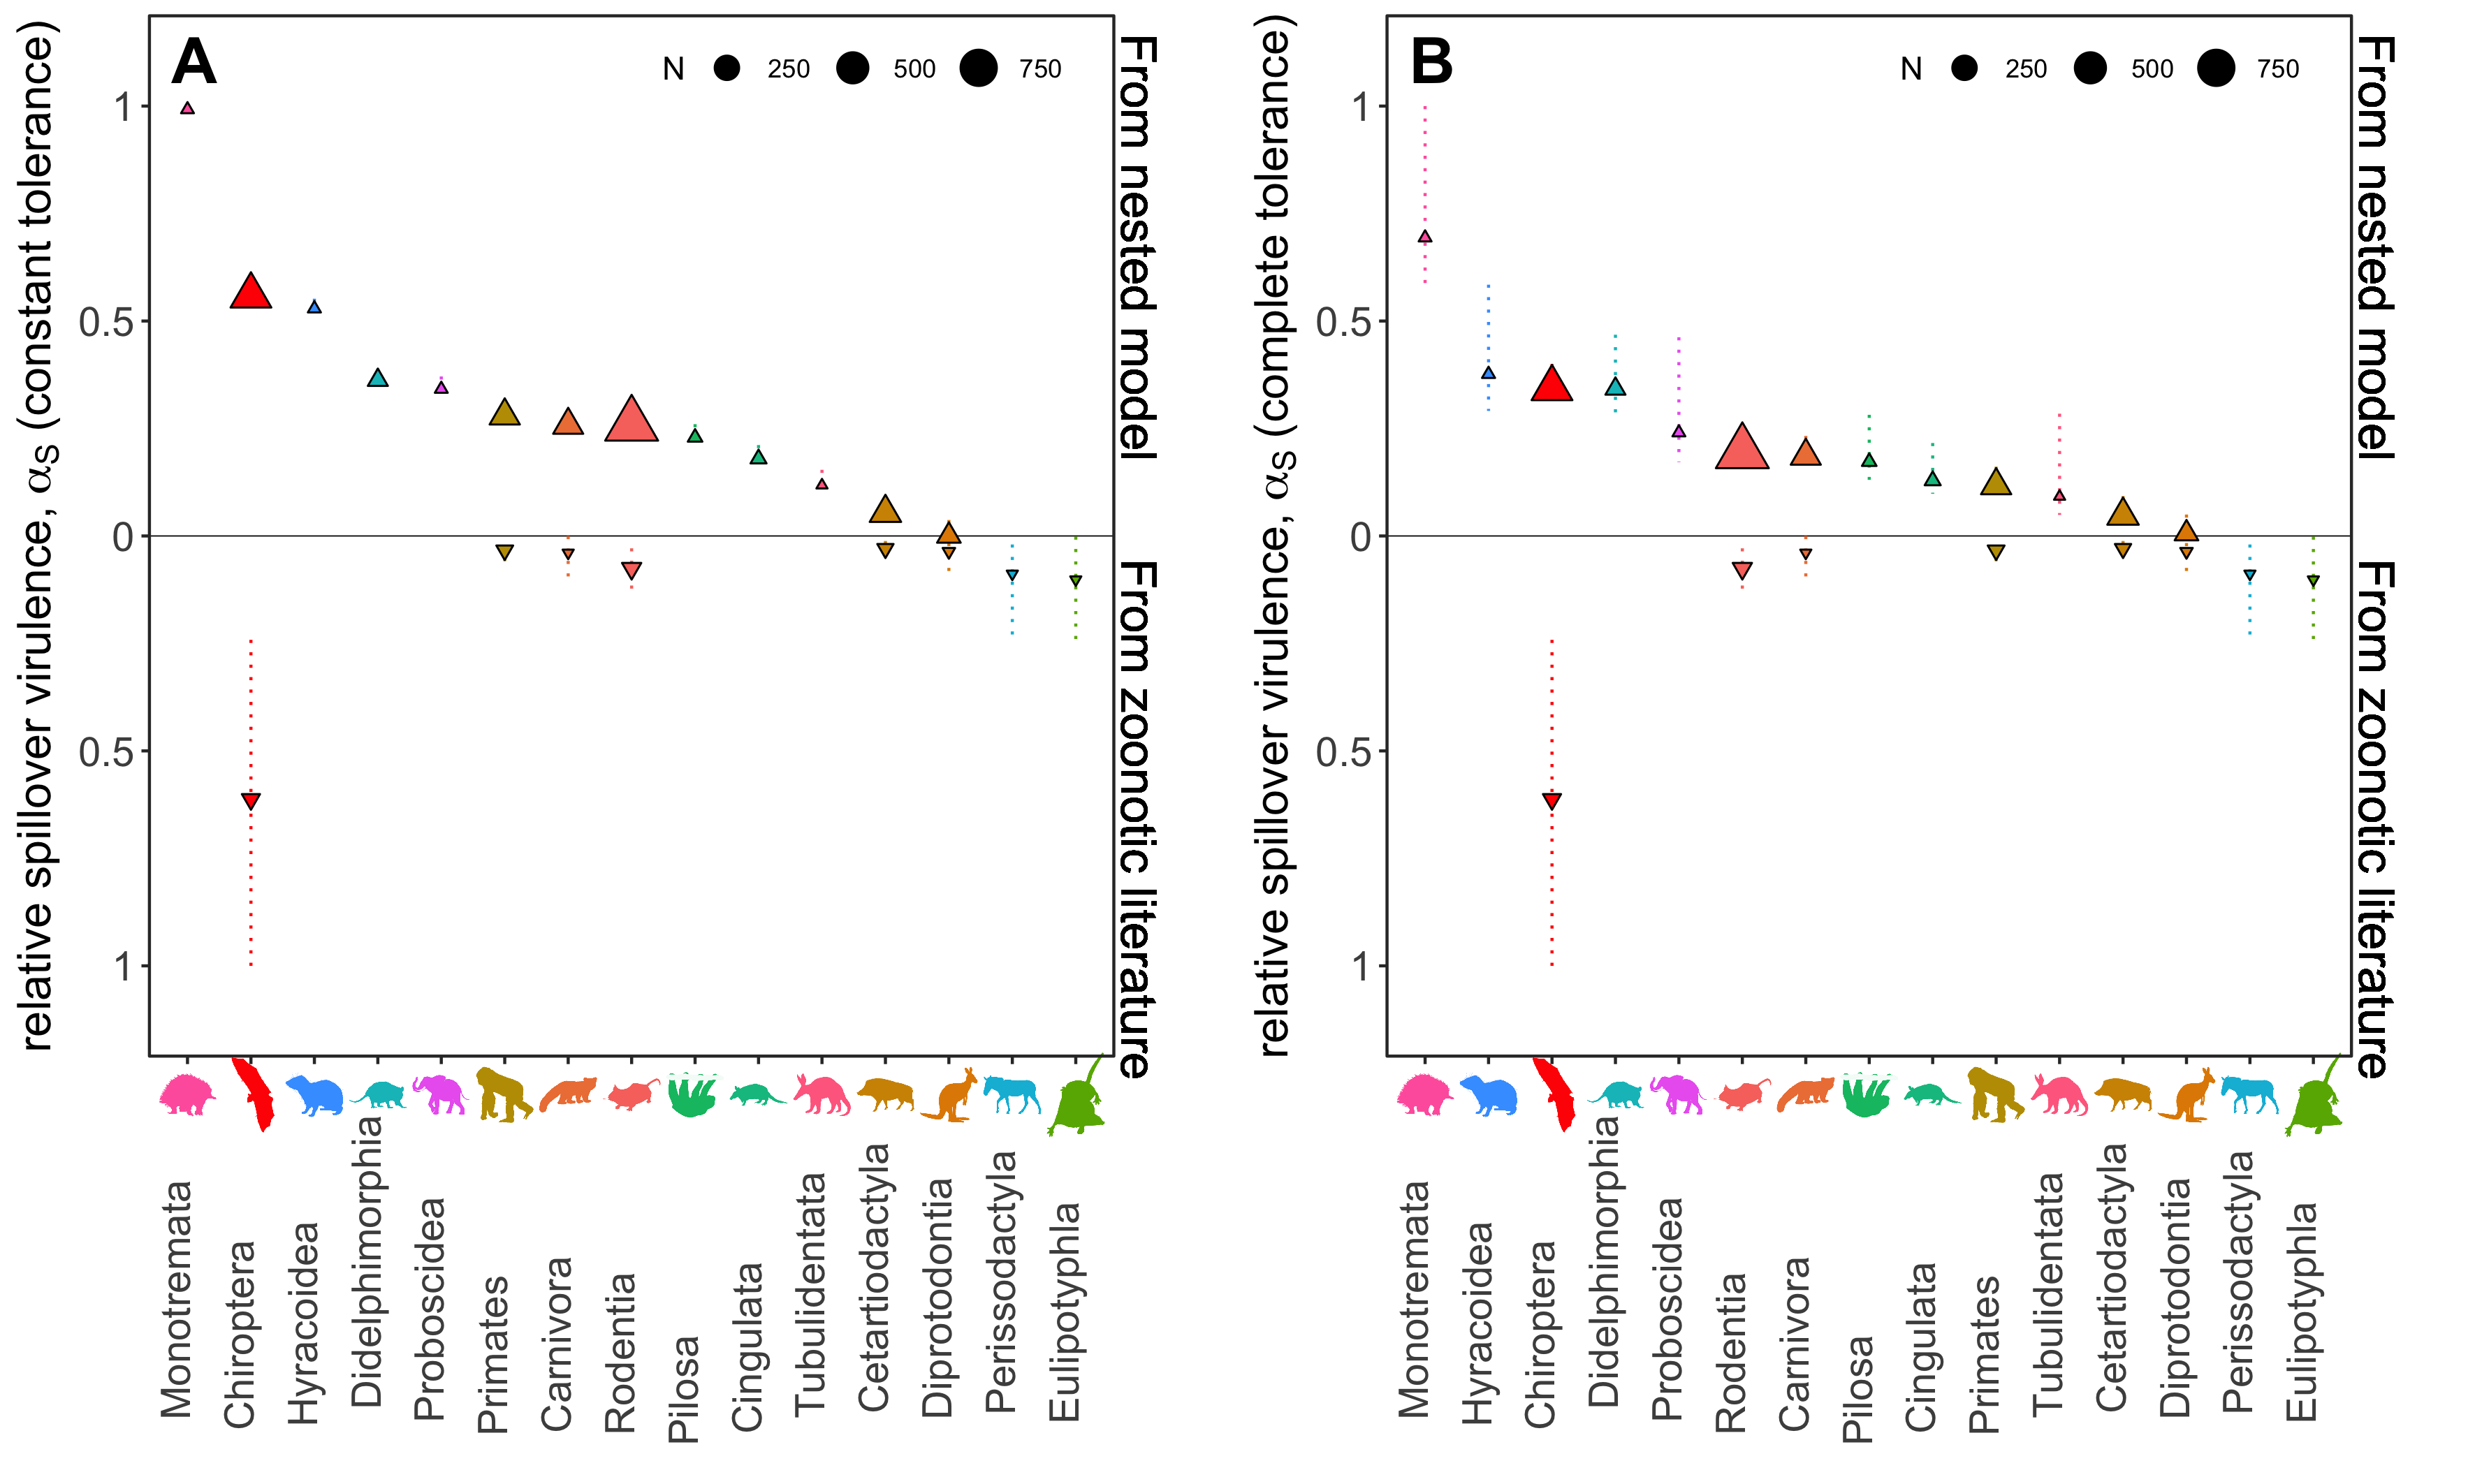 A
N 250 500 750
relative spillover virulence, αS (constant tolerance)
1
0.5
0
0.5
1
From nested model
From zoonotic literature
Monotremata
Chiroptera
Hyracoidea
Didelphimorphia
Proboscidea
Primates
Carnivora
Rodentia
Pilosa
Cingulata
Tubulidentata
Cetartiodactyla
Diprotodontia
Perissodactyla
Eulipotyphla
B
N 250 500 750
relative spillover virulence, αS (complete tolerance)
1
0.5
0
0.5
1
From nested model
From zoonotic literature
Monotremata
Hyracoidea
Chiroptera
Didelphimorphia
Proboscidea
Rodentia
Carnivora
Pilosa
Cingulata
Primates
Tubulidentata
Cetartiodactyla
Diprotodontia
Perissodactyla
Eulipotyphla